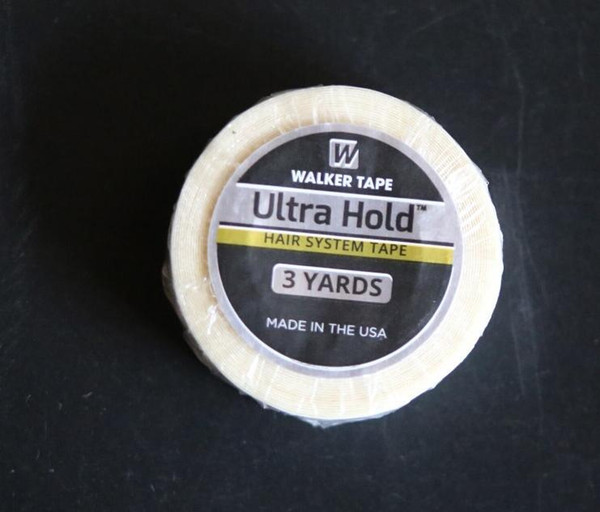 W
WALKER TAPE
Ultra Hold™
HAIR SYSTEM TAPE
3 YARDS
MADE IN THE USA